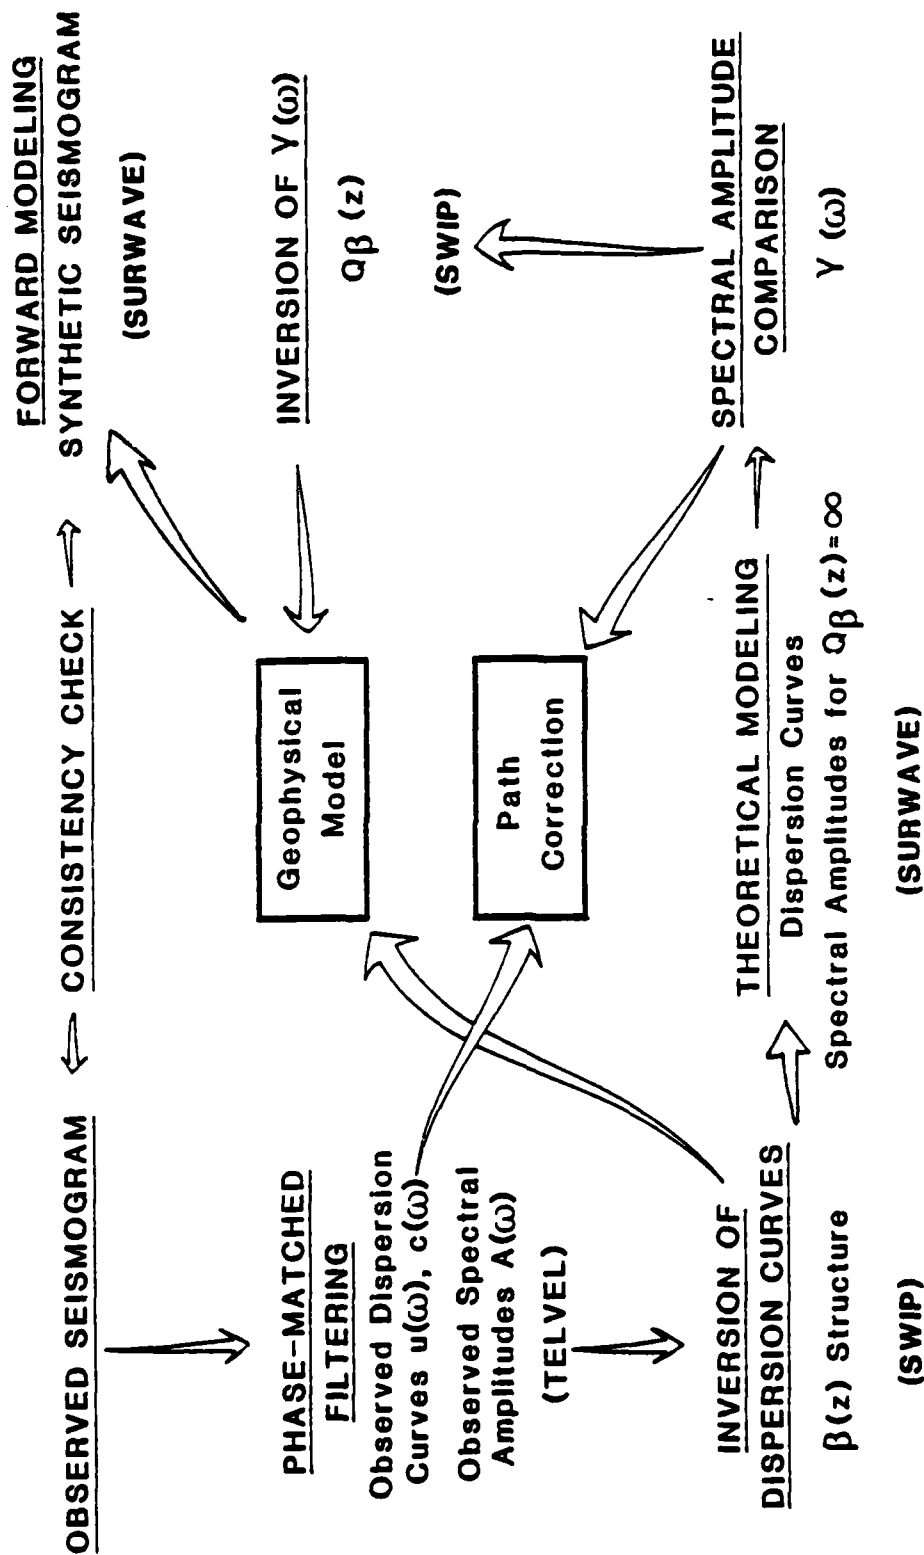 OBSERVED SEISMOGRAM
CONSISTENCY CHECK
FORWARD MODELING
SYNTHETIC SEISMOGRAM
(SURWAVE)
PHASE-MATCHED
FILTERING
Observed Dispersion
Curves u(ω), c(ω)
Observed Spectral
Amplitudes A(ω)
(TELVEL)
Geophysical
Model
INVERSION OF γ(ω)
Qβ(z)
(SWIP)
Path
Correction
INVERSION OF
DISPERSION CURVES
β(z) Structure
(SWIP)
THEORETICAL MODELING
Dispersion Curves
Spectral Amplitudes for Qβ(z)=∞
(SURWAVE)
SPECTRAL AMPLITUDE
COMPARISON
γ(ω)